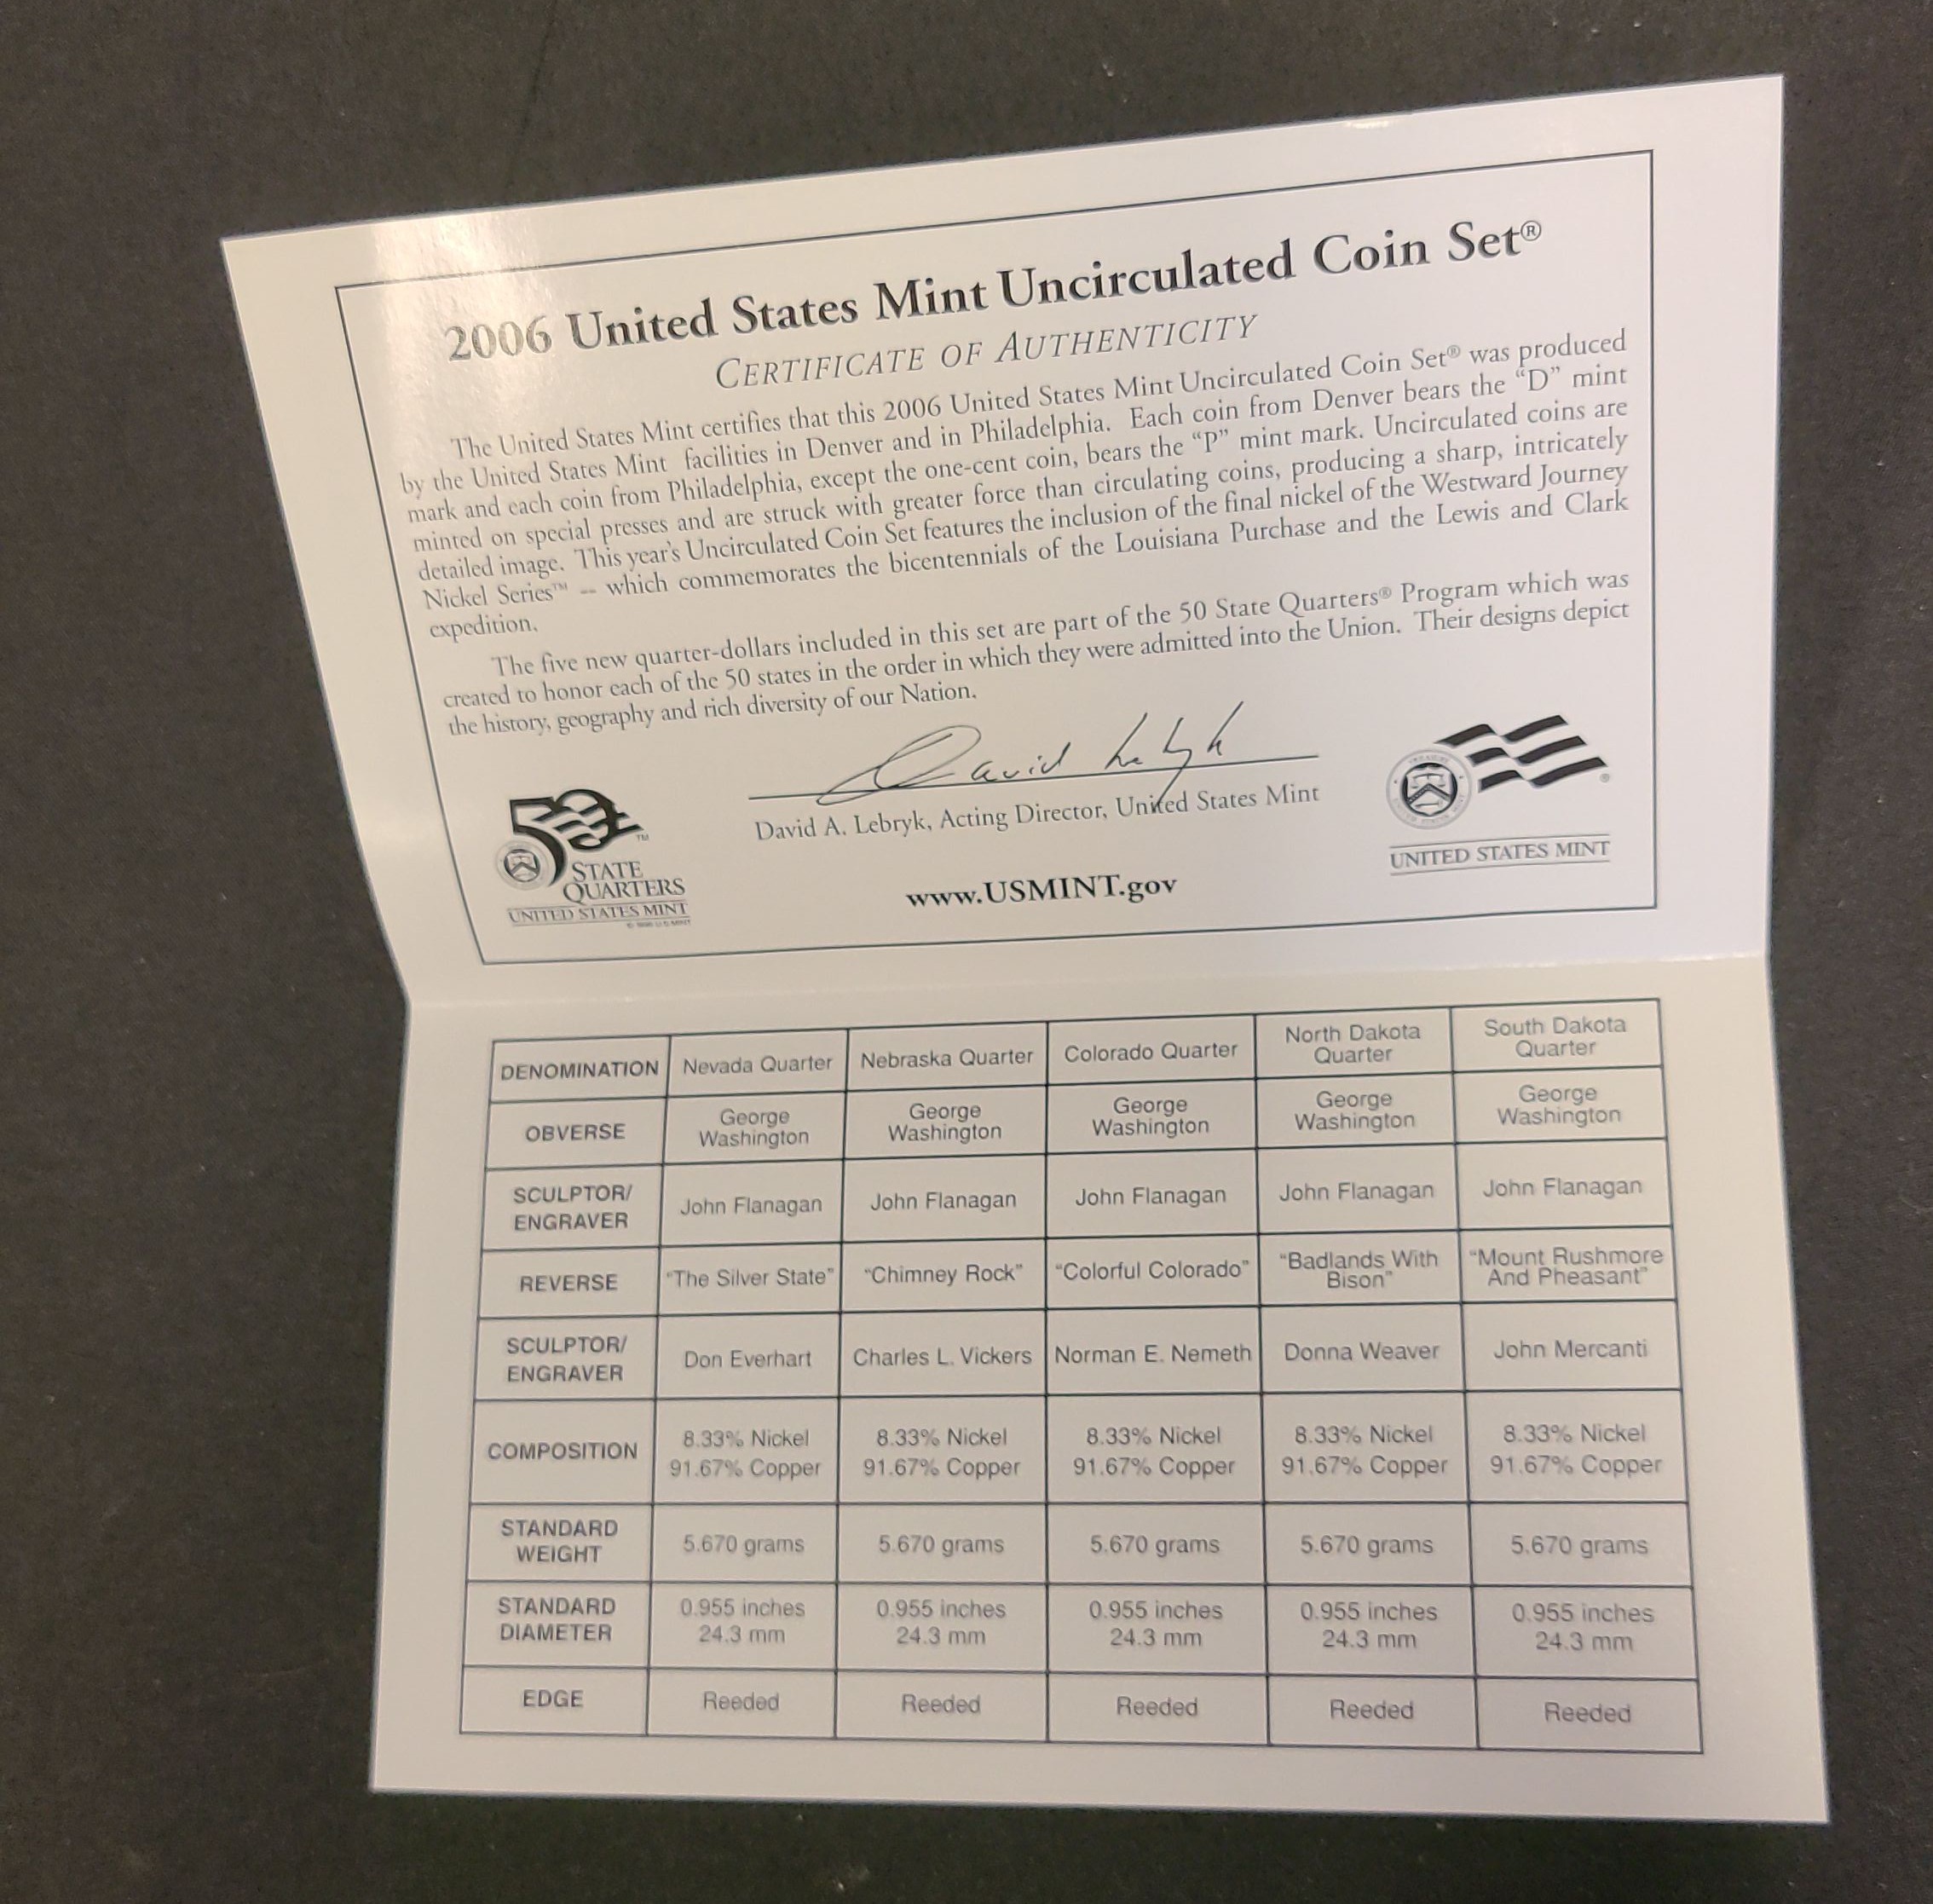 2006 United States Mint Uncirculated Coin Set®
CERTIFICATE OF AUTHENTICITY
The United States Mint certifies that this 2006 United States Mint Uncirculated Coin Set® was produced
by the United States Mint facilities in Denver and in Philadelphia. Each coin from Denver bears the “D” mint
mark and each coin from Philadelphia, except the one-cent coin, bears the “P” mint mark. Uncirculated coins are
minted on special presses and are struck with greater force than circulating coins, producing a sharp, intricately
detailed image. This year's Uncirculated Coin Set features the inclusion of the final nickel of the Westward Journey
Nickel Series™ -- which commemorates the bicentennials of the Louisiana Purchase and the Lewis and Clark
expedition.
The five new quarter-dollars included in this set are part of the 50 State Quarters® Program which was
created to honor each of the 50 states in the order in which they were admitted into the Union. Their designs depict
the history, geography and rich diversity of our Nation.
David A. Lebryk, Acting Director, United States Mint
www.USMINT.gov
50 ™
STATE
QUARTERS
UNITED STATES MINT
®
UNITED STATES MINT
DENOMINATION Nevada Quarter Nebraska Quarter Colorado Quarter North Dakota Quarter South Dakota Quarter
OBVERSE George Washington George Washington George Washington George Washington George Washington
SCULPTOR/ENGRAVER John Flanagan John Flanagan John Flanagan John Flanagan John Flanagan
REVERSE “The Silver State” “Chimney Rock” “Colorful Colorado” “Badlands With Bison” “Mount Rushmore And Pheasant”
SCULPTOR/ENGRAVER Don Everhart Charles L. Vickers Norman E. Nemeth Donna Weaver John Mercanti
COMPOSITION 8.33% Nickel 91.67% Copper 8.33% Nickel 91.67% Copper 8.33% Nickel 91.67% Copper 8.33% Nickel 91.67% Copper 8.33% Nickel 91.67% Copper
STANDARD WEIGHT 5.670 grams 5.670 grams 5.670 grams 5.670 grams 5.670 grams
STANDARD DIAMETER 0.955 inches 24.3 mm 0.955 inches 24.3 mm 0.955 inches 24.3 mm 0.955 inches 24.3 mm 0.955 inches 24.3 mm
EDGE Reeded Reeded Reeded Reeded Reeded